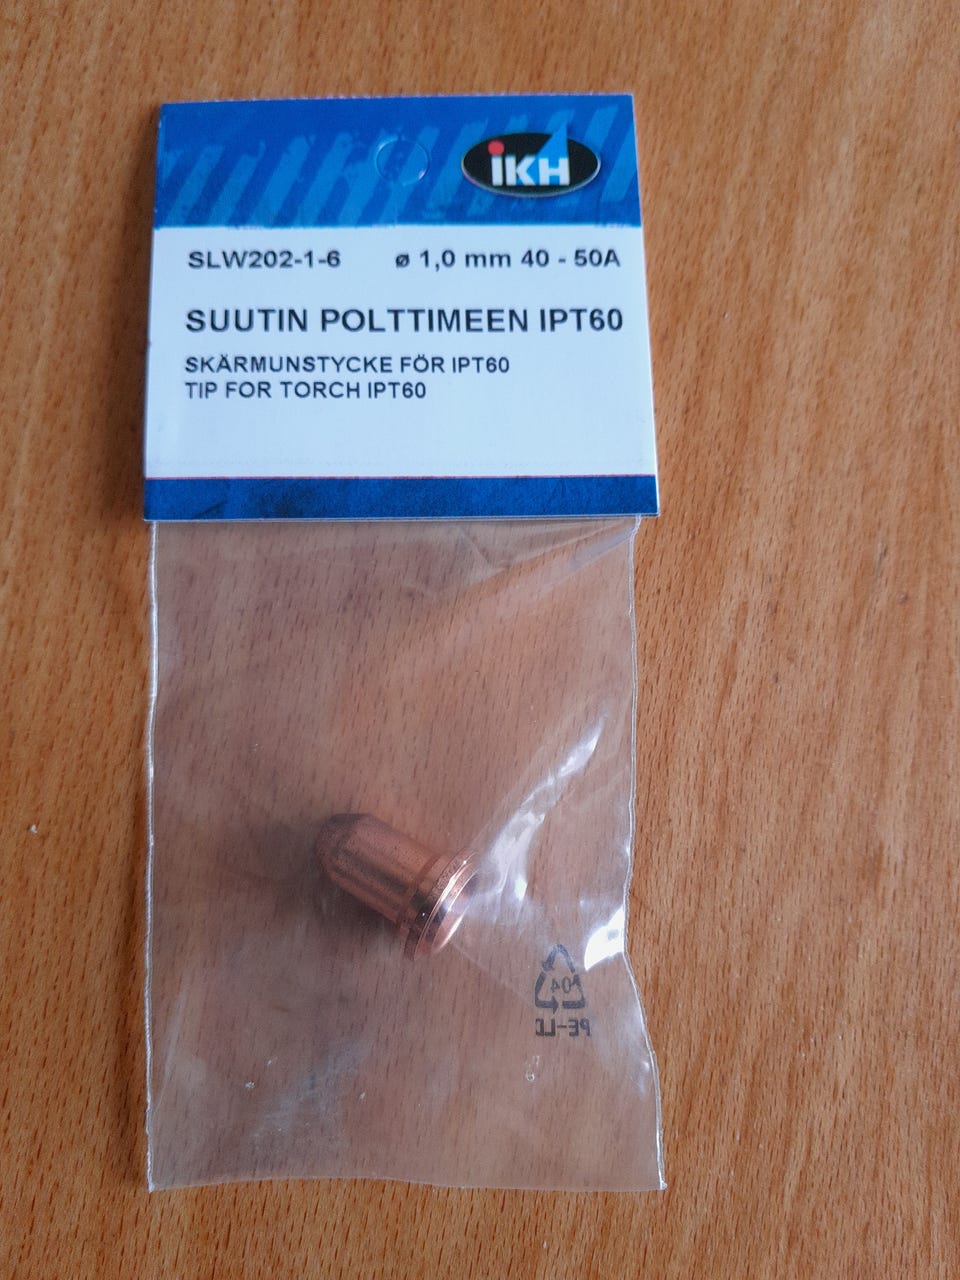 iKH
SLW202-1-6 ø 1,0 mm 40 - 50A
SUUTIN POLTTIMEEN IPT60
SKÄRMUNSTYCKE FÖR IPT60
TIP FOR TORCH IPT60
04
PE-LD